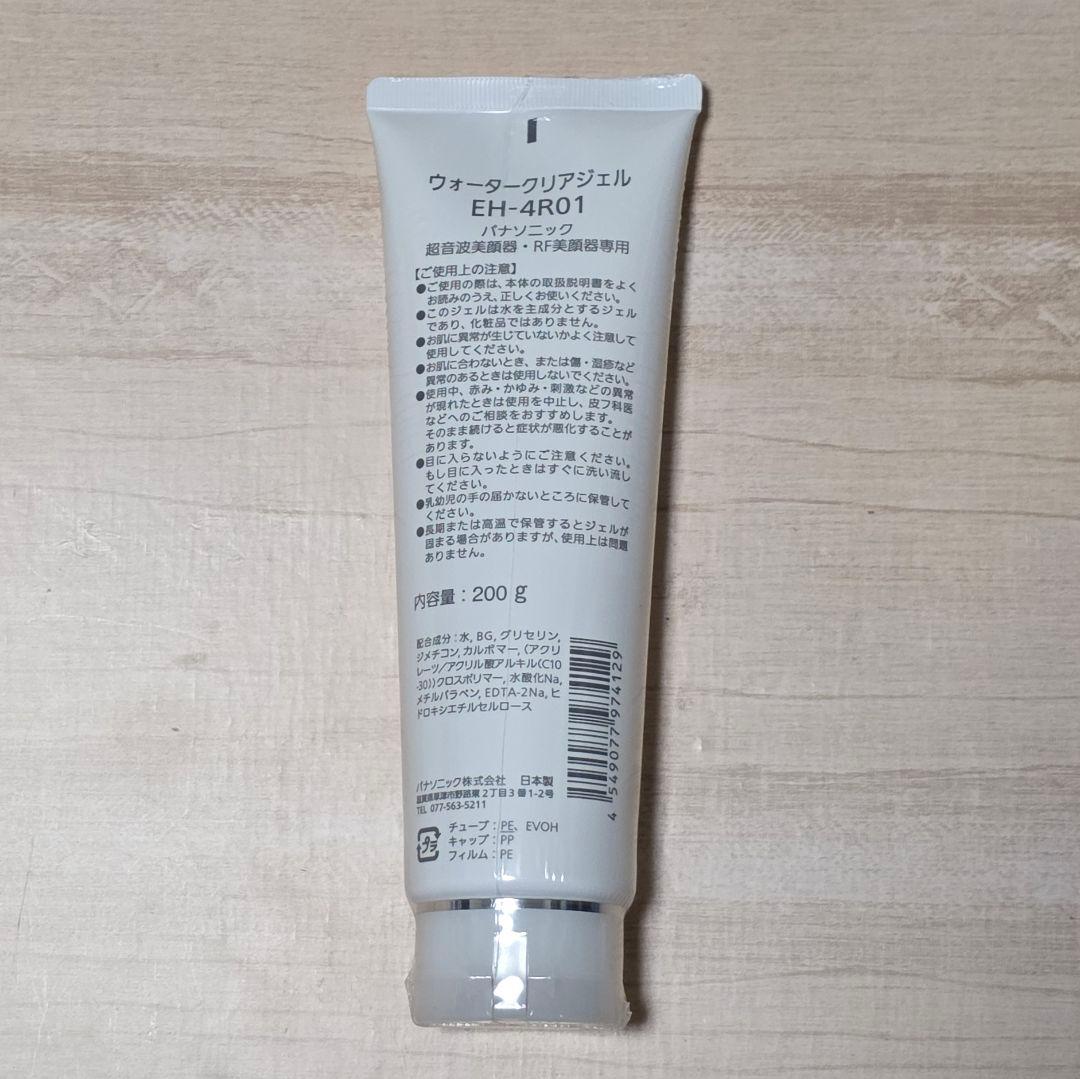 ウォータークリアジェル
EH-4R01
パナソニック
超音波美顔器・RF美顔器専用
【ご使用上の注意】
●ご使用の際は、本体の取扱説明書をよく
お読みのうえ、正しくお使いください。
●このジェルは水を主成分とするジェル
であり、化粧品ではありません。
●お肌に異常が生じていないかよく注意して
使用してください。
●お肌に合わないとき、または傷・湿疹など
異常のあるときは使用しないでください。
●使用中、赤み・かゆみ・刺激などの異常
が現れたときは使用を中止し、皮フ科医
などへのご相談をおすすめします。
そのまま続けると症状が悪化することが
あります。
●目に入らないようにご注意ください。
もし目に入ったときはすぐに洗い流し
てください。
●乳幼児の手の届かないところに保管して
ください。
●長期または高温で保管するとジェルが
固まる場合がありますが、使用上は問題
ありません。
内容量：200 g
配合成分：水, BG, グリセリン,
ジメチコン, カルボマー, (アクリ
レーツ/アクリル酸アルキル(C10
-30))クロスポリマー, 水酸化Na,
メチルパラベン, EDTA-2Na, ヒ
ドロキシエチルセルロース
4 549077 974129
パナソニック株式会社 日本製
滋賀県草津市野路東2丁目3番1-2号
TEL 077-563-5211
プラ
チューブ：PE、EVOH
キャップ：PP
フィルム：PE